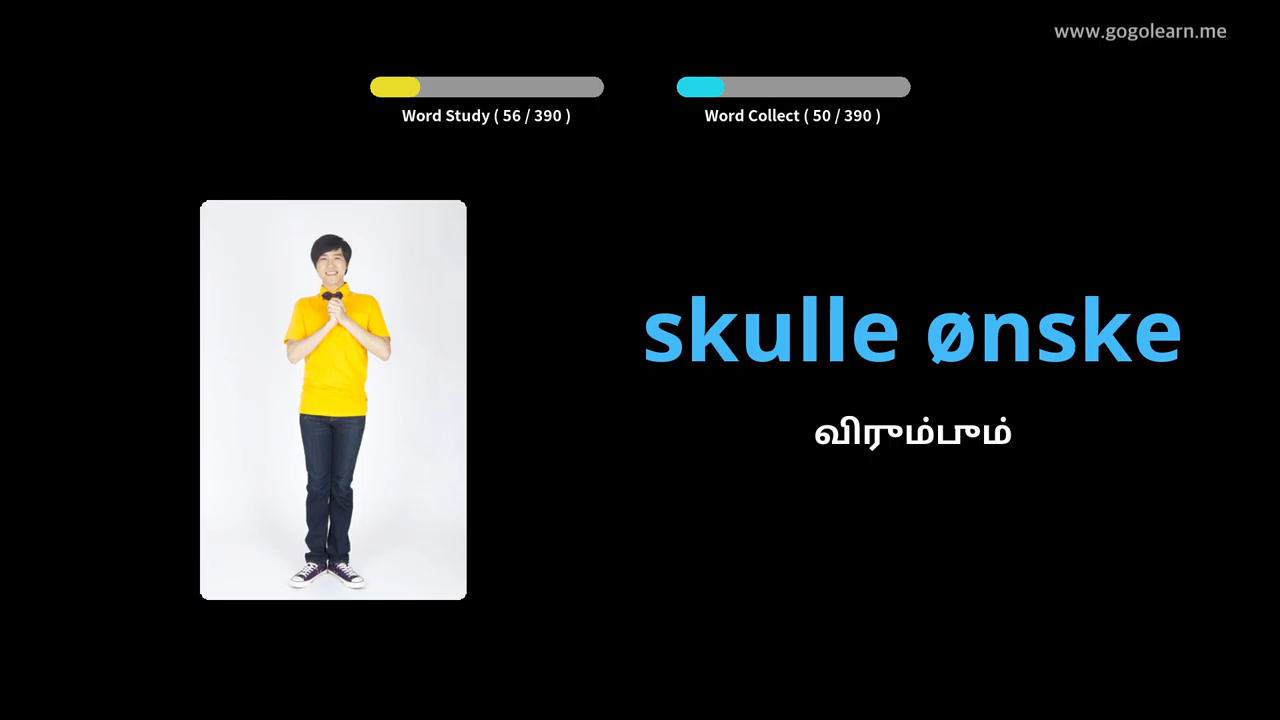 www.gogolearn.me
Word Study ( 56 / 390 )
Word Collect ( 50 / 390 )
skulle ønske
விரும்பும்